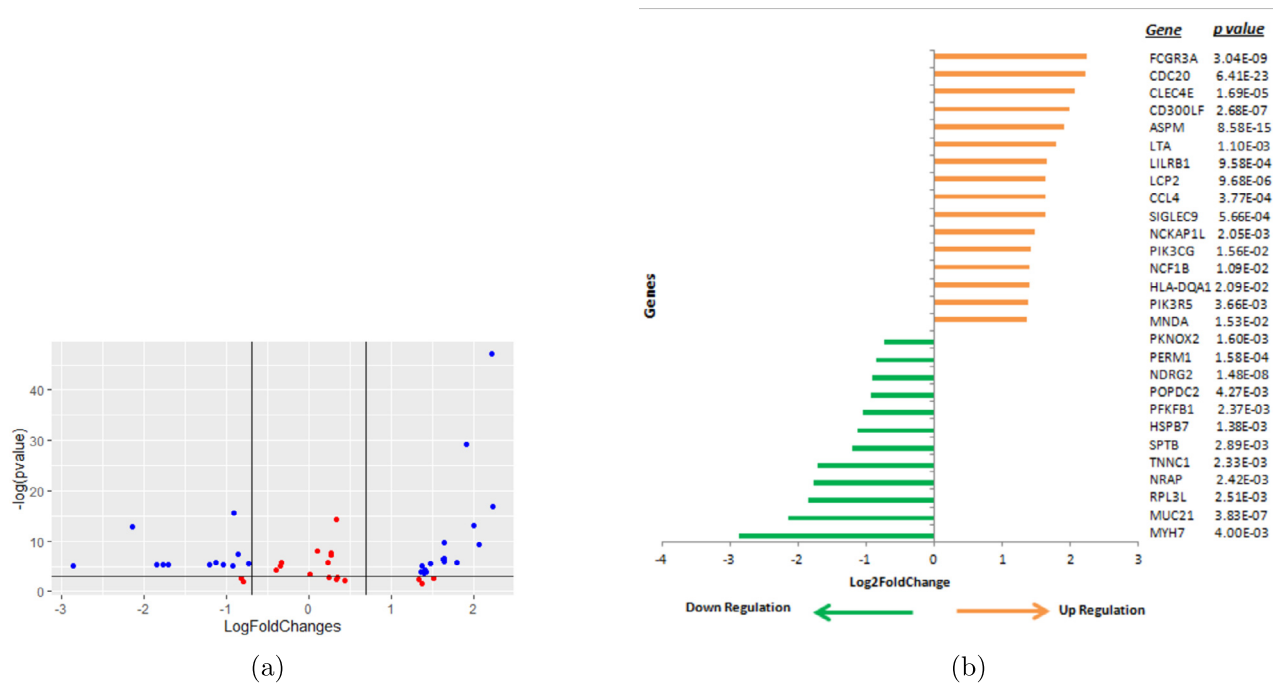 40
30
20
10
0
-log(pvalue)
-3 -2 -1 0 1 2
LogFoldChanges
(a)
Gene p value
FCGR3A 3.04E-09
CDC20 6.41E-23
CLEC4E 1.69E-05
CD300LF 2.68E-07
ASPM 8.58E-15
LTA 1.10E-03
LILRB1 9.58E-04
LCP2 9.68E-06
CCL4 3.77E-04
SIGLEC9 5.66E-04
NCKAP1L 2.05E-03
PIK3CG 1.56E-02
NCF1B 1.09E-02
HLA-DQA1 2.09E-02
PIK3R5 3.66E-03
MNDA 1.53E-02
PKNOX2 1.60E-03
PERM1 1.58E-04
NDRG2 1.48E-08
POPDC2 4.27E-03
PFKFB1 2.37E-03
HSPB7 1.38E-03
SPTB 2.89E-03
TNNC1 2.33E-03
NRAP 2.42E-03
RPL3L 2.51E-03
MUC21 3.83E-07
MYH7 4.00E-03
Genes
-4 -3 -2 -1 0 1 2 3
Log2FoldChange
Down Regulation Up Regulation
(b)